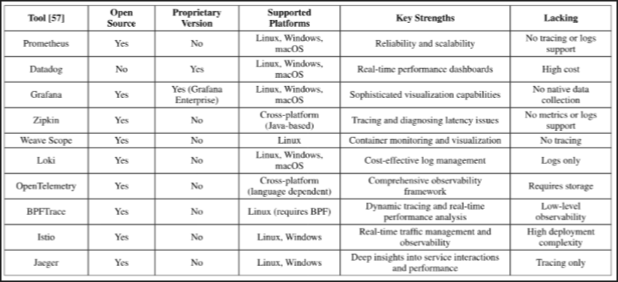 Tool [57] Open Source Proprietary Version Supported Platforms Key Strengths Lacking
Prometheus Yes No Linux, Windows, macOS Reliability and scalability No tracing or logs support
Datadog No Yes Linux, Windows, macOS Real-time performance dashboards High cost
Grafana Yes Yes (Grafana Enterprise) Linux, Windows, macOS Sophisticated visualization capabilities No native data collection
Zipkin Yes No Cross-platform (Java-based) Tracing and diagnosing latency issues No metrics or logs support
Weave Scope Yes No Linux Container monitoring and visualization No tracing
Loki Yes No Linux, Windows, macOS Cost-effective log management Logs only
OpenTelemetry Yes No Cross-platform (language dependent) Comprehensive observability framework Requires storage
BPFTrace Yes No Linux (requires BPF) Dynamic tracing and real-time performance analysis Low-level observability
Istio Yes No Linux, Windows Real-time traffic management and observability High deployment complexity
Jaeger Yes No Linux, Windows Deep insights into service interactions and performance Tracing only